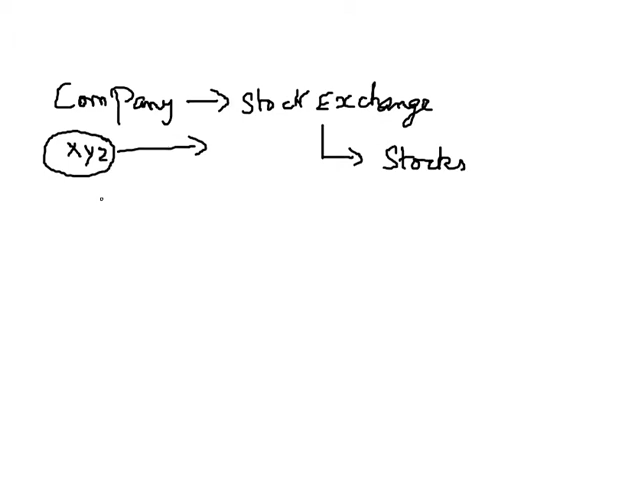 Company → Stock Exchange
xyz →
↳ Stocks